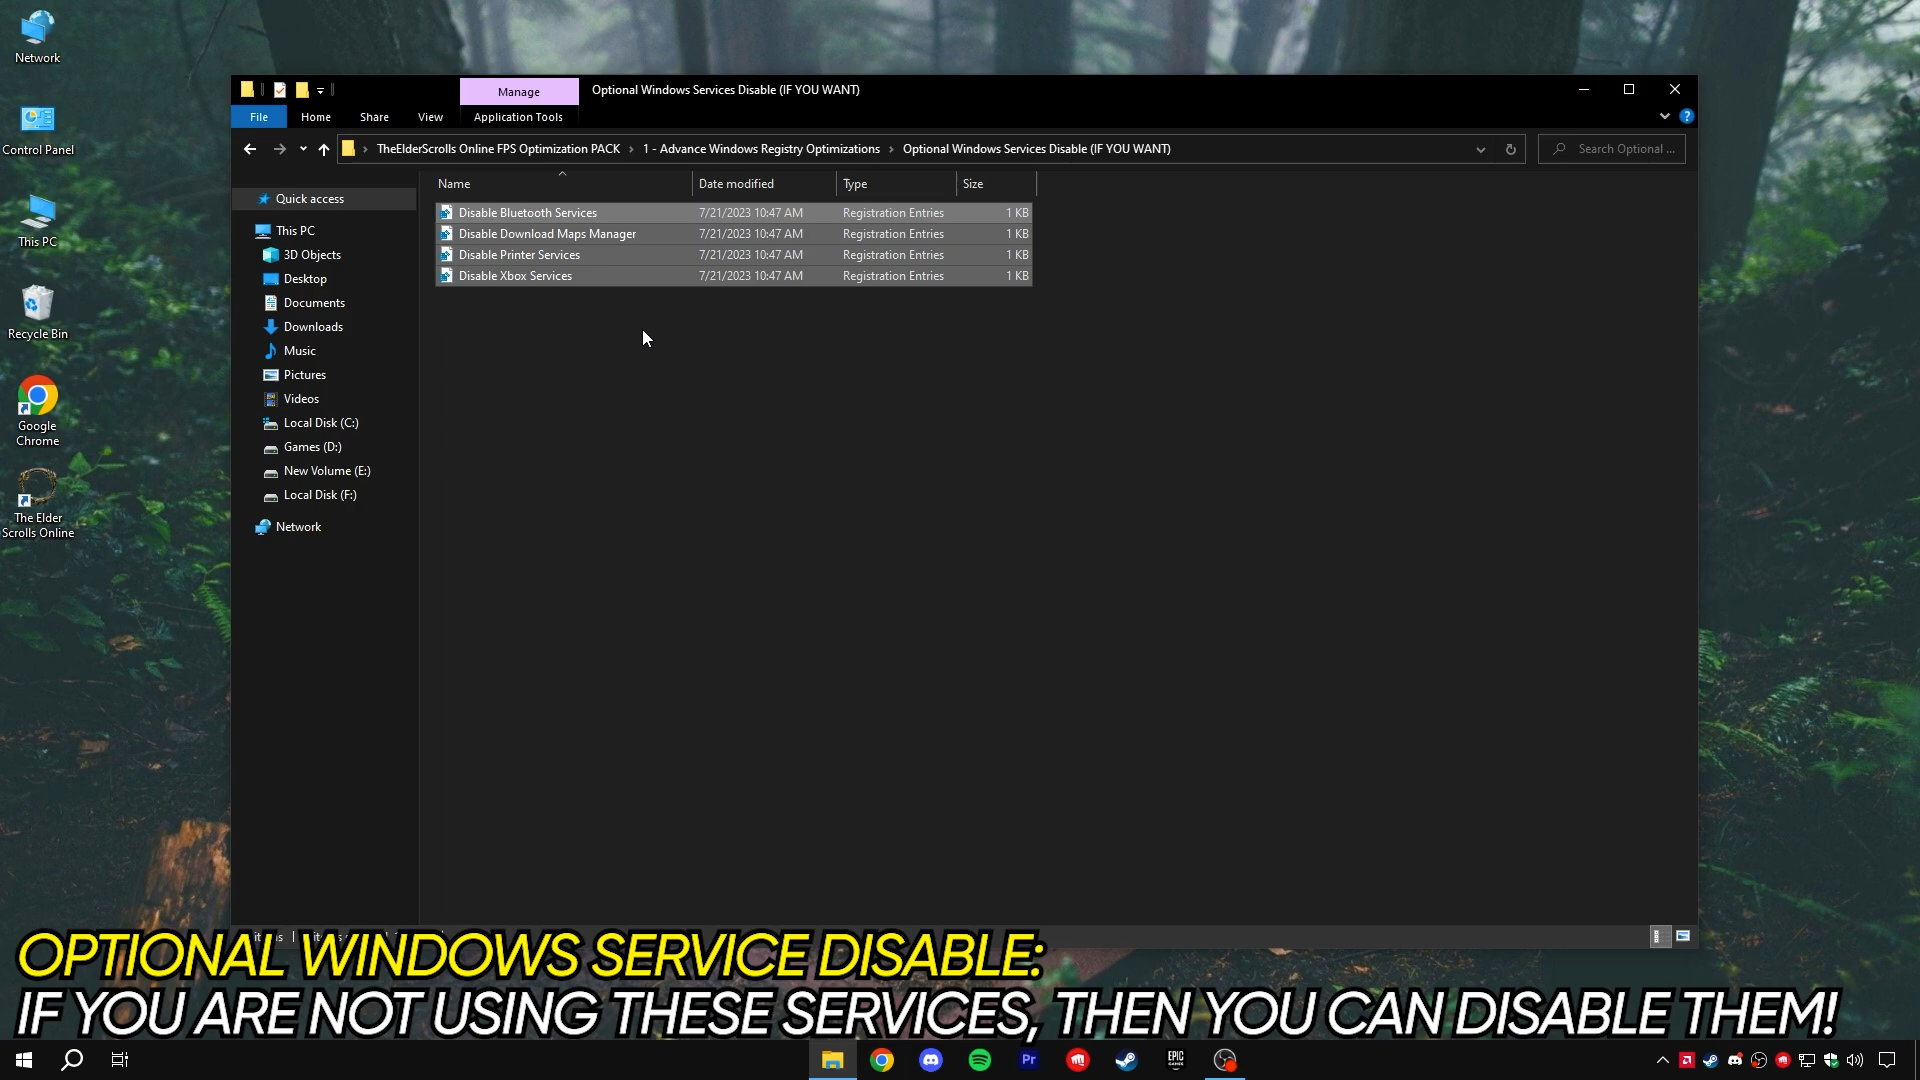 Network
Control Panel
This PC
Recycle Bin
Google
Chrome
The Elder
Scrolls Online
Manage
Optional Windows Services Disable (IF YOU WANT)
File
Home
Share
View
Application Tools
TheElderScrolls Online FPS Optimization PACK
1 - Advance Windows Registry Optimizations
Optional Windows Services Disable (IF YOU WANT)
Search Optional ...
Quick access
This PC
3D Objects
Desktop
Documents
Downloads
Music
Pictures
Videos
Local Disk (C:)
Games (D:)
New Volume (E:)
Local Disk (F:)
Network
Name Date modified Type Size
Disable Bluetooth Services 7/21/2023 10:47 AM Registration Entries 1 KB
Disable Download Maps Manager 7/21/2023 10:47 AM Registration Entries 1 KB
Disable Printer Services 7/21/2023 10:47 AM Registration Entries 1 KB
Disable Xbox Services 7/21/2023 10:47 AM Registration Entries 1 KB
OPTIONAL WINDOWS SERVICE DISABLE:
IF YOU ARE NOT USING THESE SERVICES, THEN YOU CAN DISABLE THEM!
Pr
EPIC
GAMES